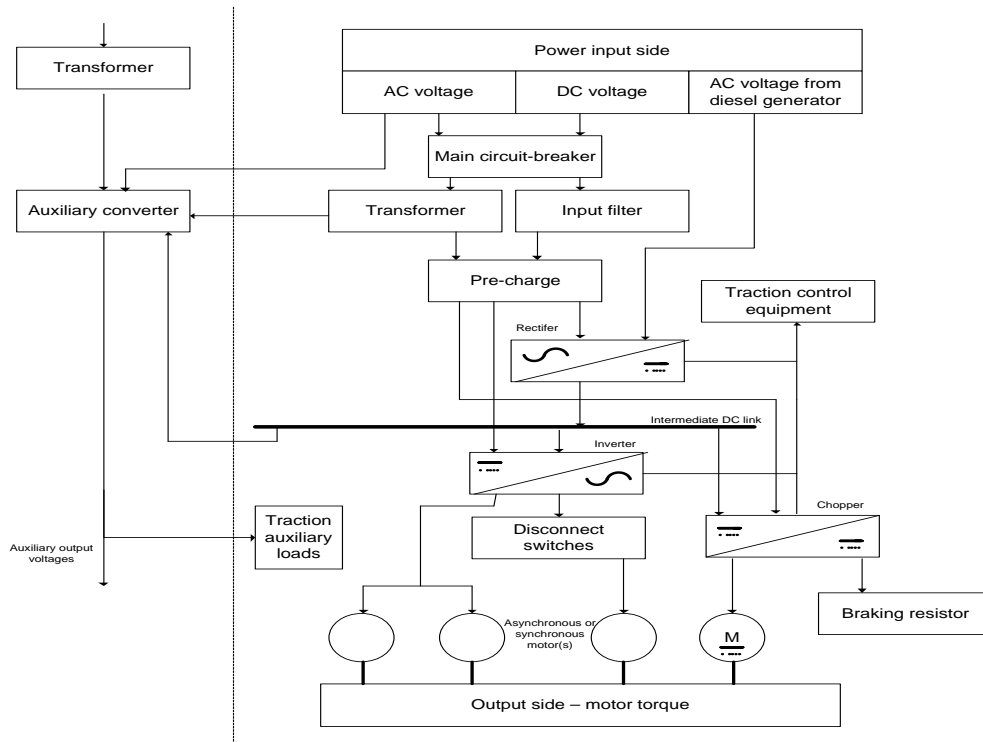 Transformer
Power input side
AC voltage
DC voltage
AC voltage from
diesel generator
Main circuit-breaker
Auxiliary converter
Transformer
Input filter
Pre-charge
Traction control
equipment
Rectifer
Intermediate DC link
Inverter
Chopper
Traction
auxiliary
loads
Disconnect
switches
Auxiliary output
voltages
Braking resistor
Asynchronous or
synchronous
motor(s)
M
Output side – motor torque